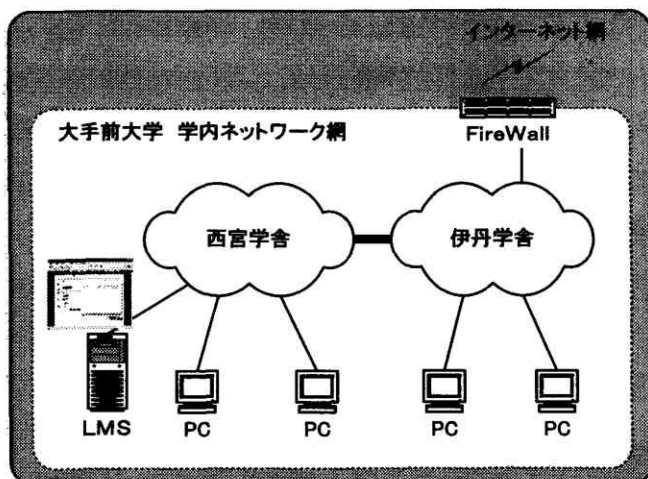 インターネット網
大手前大学 学内ネットワーク網
FireWall
西宮学舎
伊丹学舎
LMS
PC
PC
PC
PC